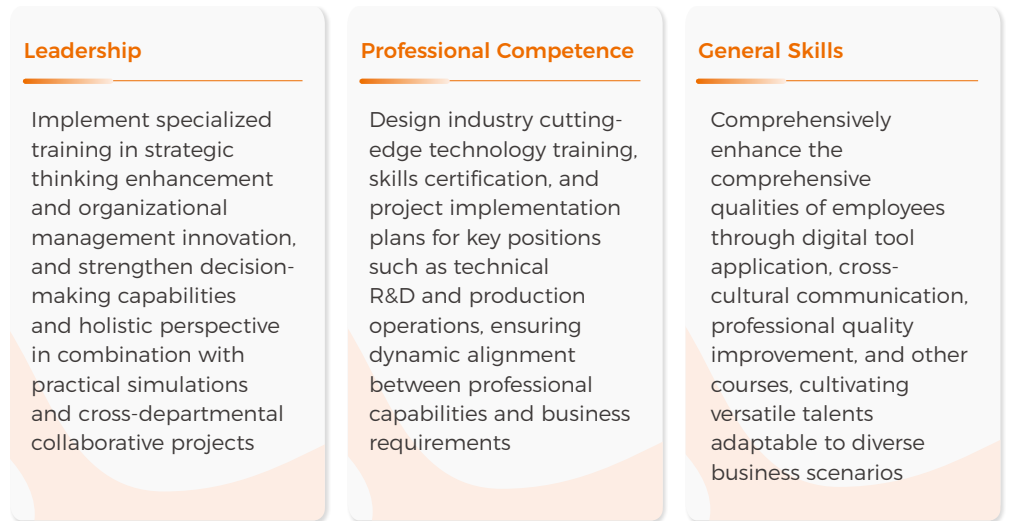 Leadership
Implement specialized
training in strategic
thinking enhancement
and organizational
management innovation,
and strengthen decision-
making capabilities
and holistic perspective
in combination with
practical simulations
and cross-departmental
collaborative projects
Professional Competence
Design industry cutting-
edge technology training,
skills certification, and
project implementation
plans for key positions
such as technical
R&D and production
operations, ensuring
dynamic alignment
between professional
capabilities and business
requirements
General Skills
Comprehensively
enhance the
comprehensive
qualities of employees
through digital tool
application, cross-
cultural communication,
professional quality
improvement, and other
courses, cultivating
versatile talents
adaptable to diverse
business scenarios